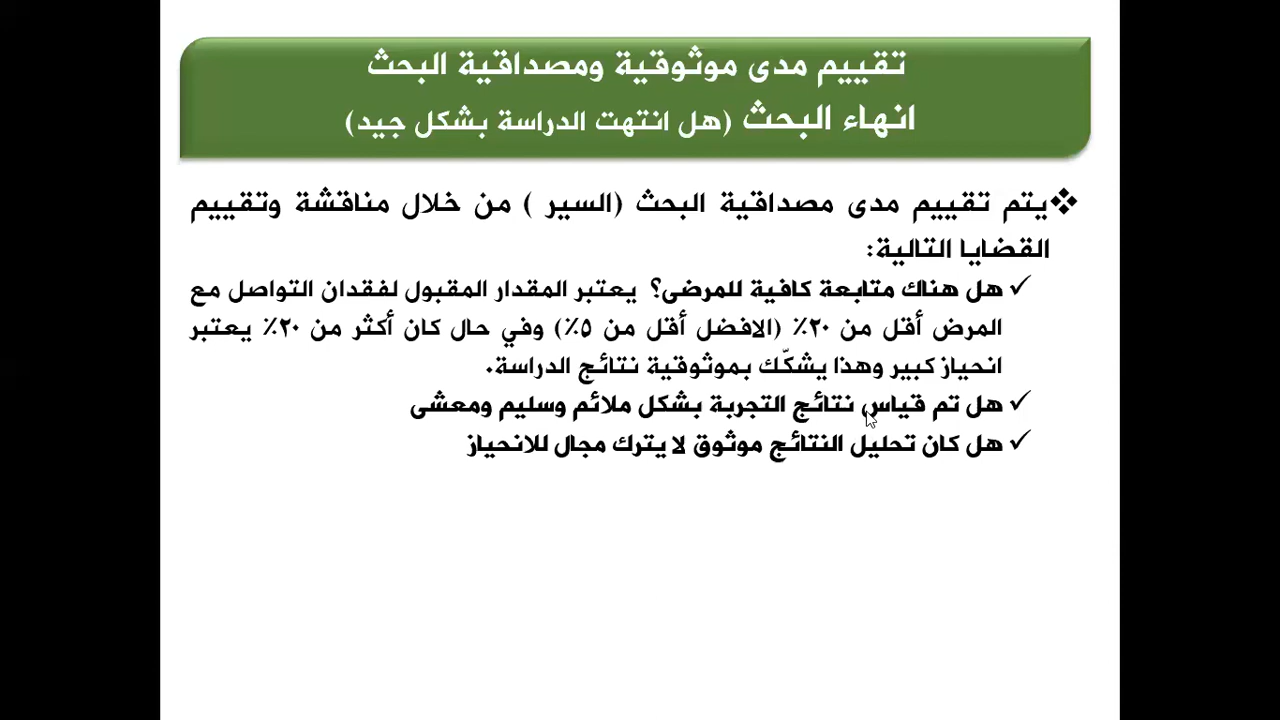 تقييم مدى موثوقية ومصداقية البحث
انهاء البحث (هل انتهت الدراسة بشكل جيد)
❖يتم تقييم مدى مصداقية البحث (السير ) من خلال مناقشة وتقييم
القضايا التالية:
✓ هل هناك متابعة كافية للمرضى؟ يعتبر المقدار المقبول لفقدان التواصل مع
المرض أقل من ٢٠٪ (الافضل أقل من ٥٪) وفي حال كان أكثر من ٢٠٪ يعتبر
انحياز كبير وهذا يشكّك بموثوقية نتائج الدراسة.
✓ هل تم قياس نتائج التجربة بشكل ملائم وسليم ومعشى
✓ هل كان تحليل النتائج موثوق لا يترك مجال للانحياز